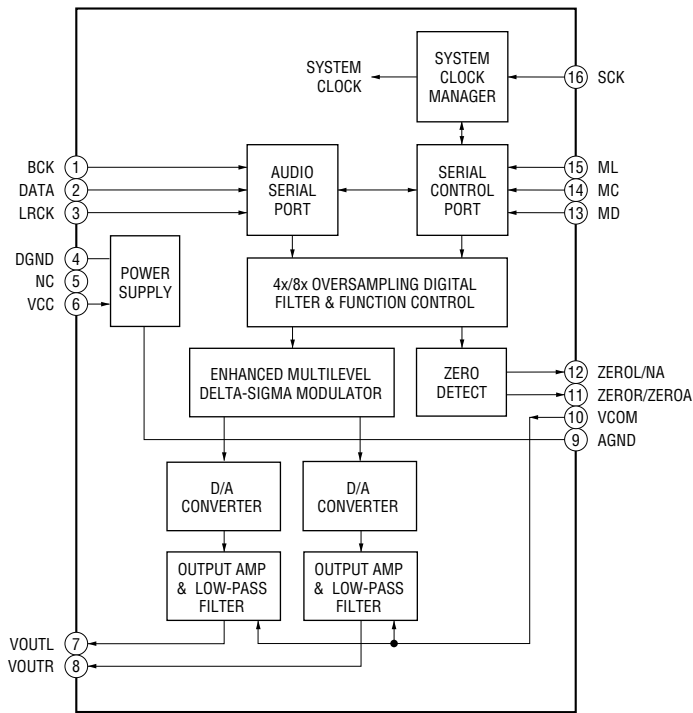 SYSTEM
CLOCK
SYSTEM
CLOCK
MANAGER
16 SCK
BCK 1
DATA 2
LRCK 3
AUDIO
SERIAL
PORT
SERIAL
CONTROL
PORT
15 ML
14 MC
13 MD
DGND 4
NC 5
VCC 6
POWER
SUPPLY
4x/8x OVERSAMPLING DIGITAL
FILTER & FUNCTION CONTROL
ENHANCED MULTILEVEL
DELTA-SIGMA MODULATOR
ZERO
DETECT
12 ZEROL/NA
11 ZEROR/ZEROA
10 VCOM
9 AGND
D/A
CONVERTER
D/A
CONVERTER
OUTPUT AMP
& LOW-PASS
FILTER
OUTPUT AMP
& LOW-PASS
FILTER
VOUTL 7
VOUTR 8